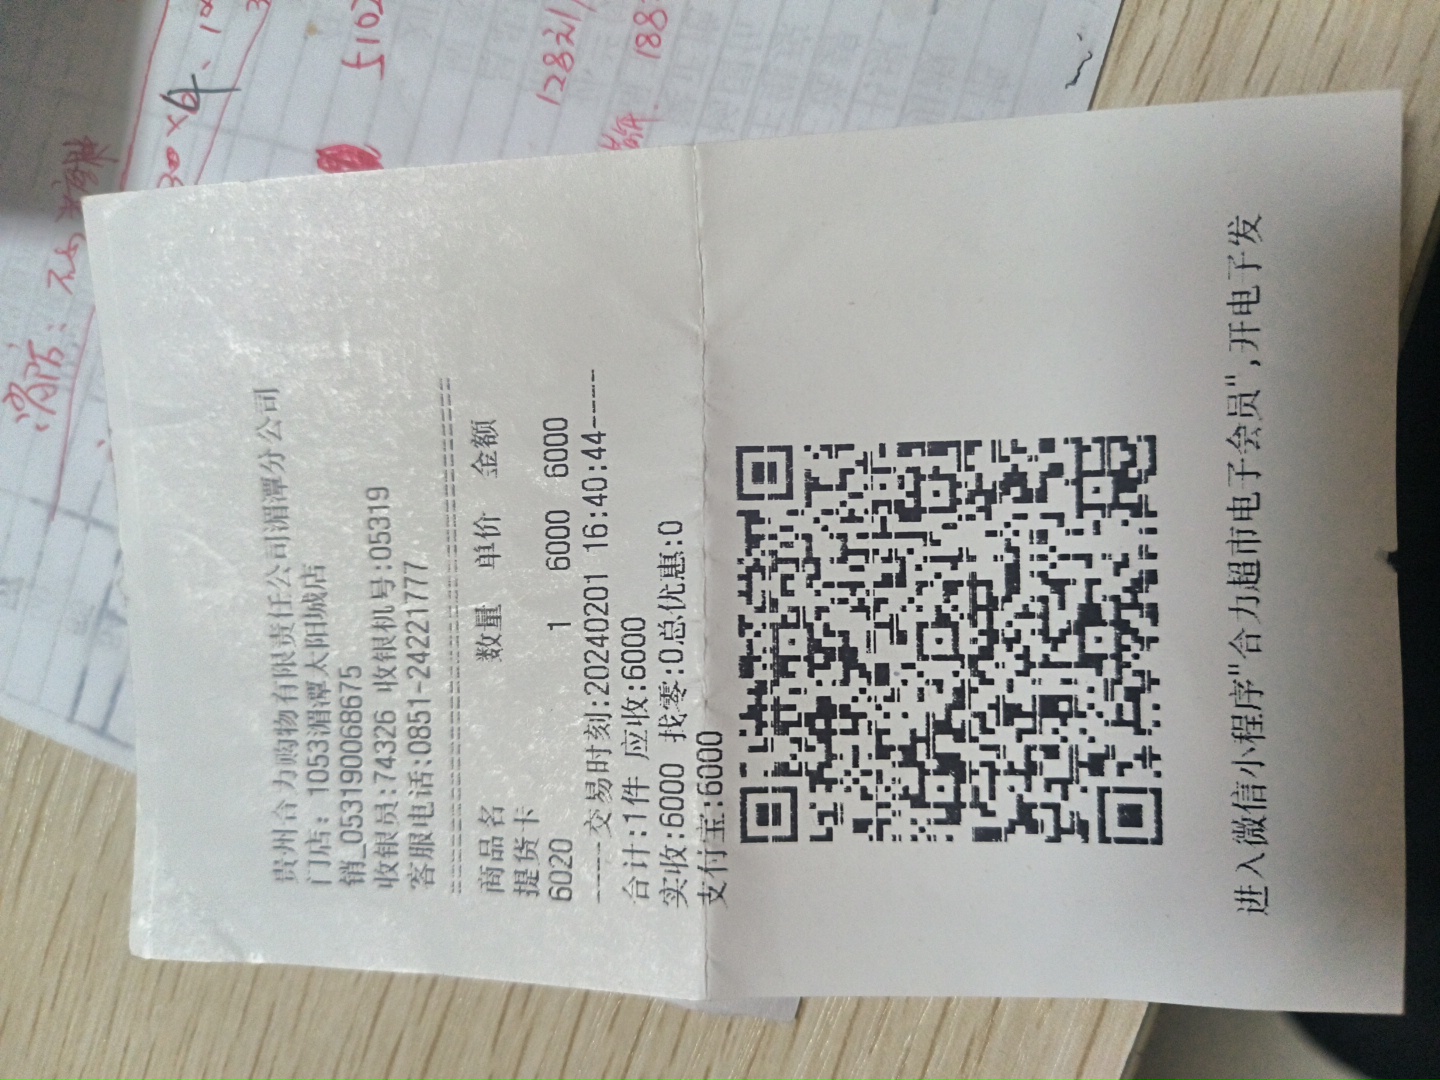 贵州合力购物有限责任公司湄潭分公司
门店: 1053湄潭太阳城店
销_053190068675
收银员:74326 收银机号:05319
客服电话:0851-24221777
商品名 数量 单价 金额
提货卡
6020 1 6000 6000
-----交易时刻:20240201 16:40:44----
合计:1件 应收:6000
实收:6000 找零:0总优惠:0
支付宝:6000
进入微信小程序"合力超市电子会员",开电子发
30×4
5102